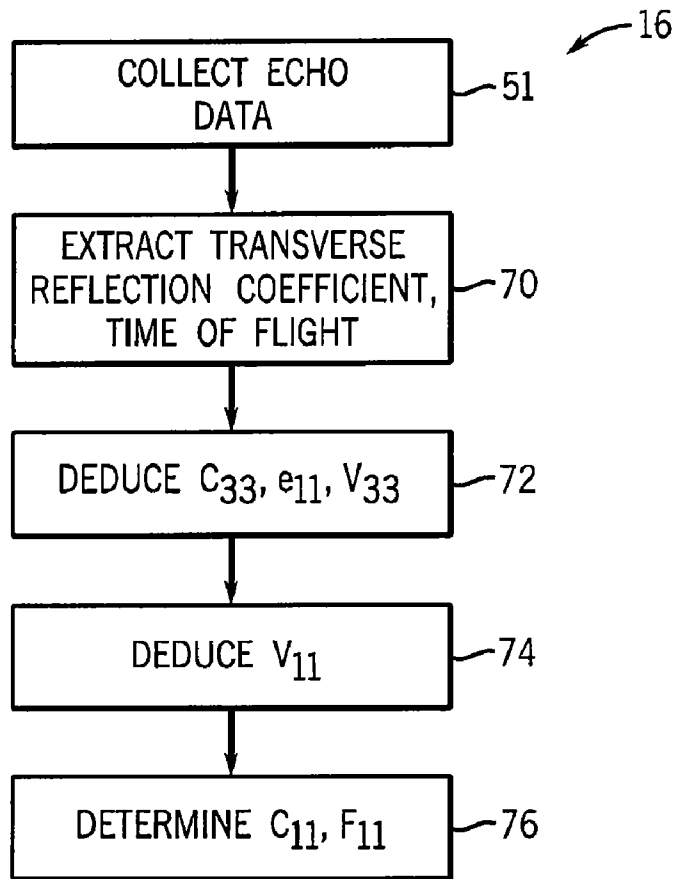 16
COLLECT ECHO
DATA
51
EXTRACT TRANSVERSE
REFLECTION COEFFICIENT,
TIME OF FLIGHT
70
DEDUCE C₃₃, e₁₁, V₃₃
72
DEDUCE V₁₁
74
DETERMINE C₁₁, F₁₁
76